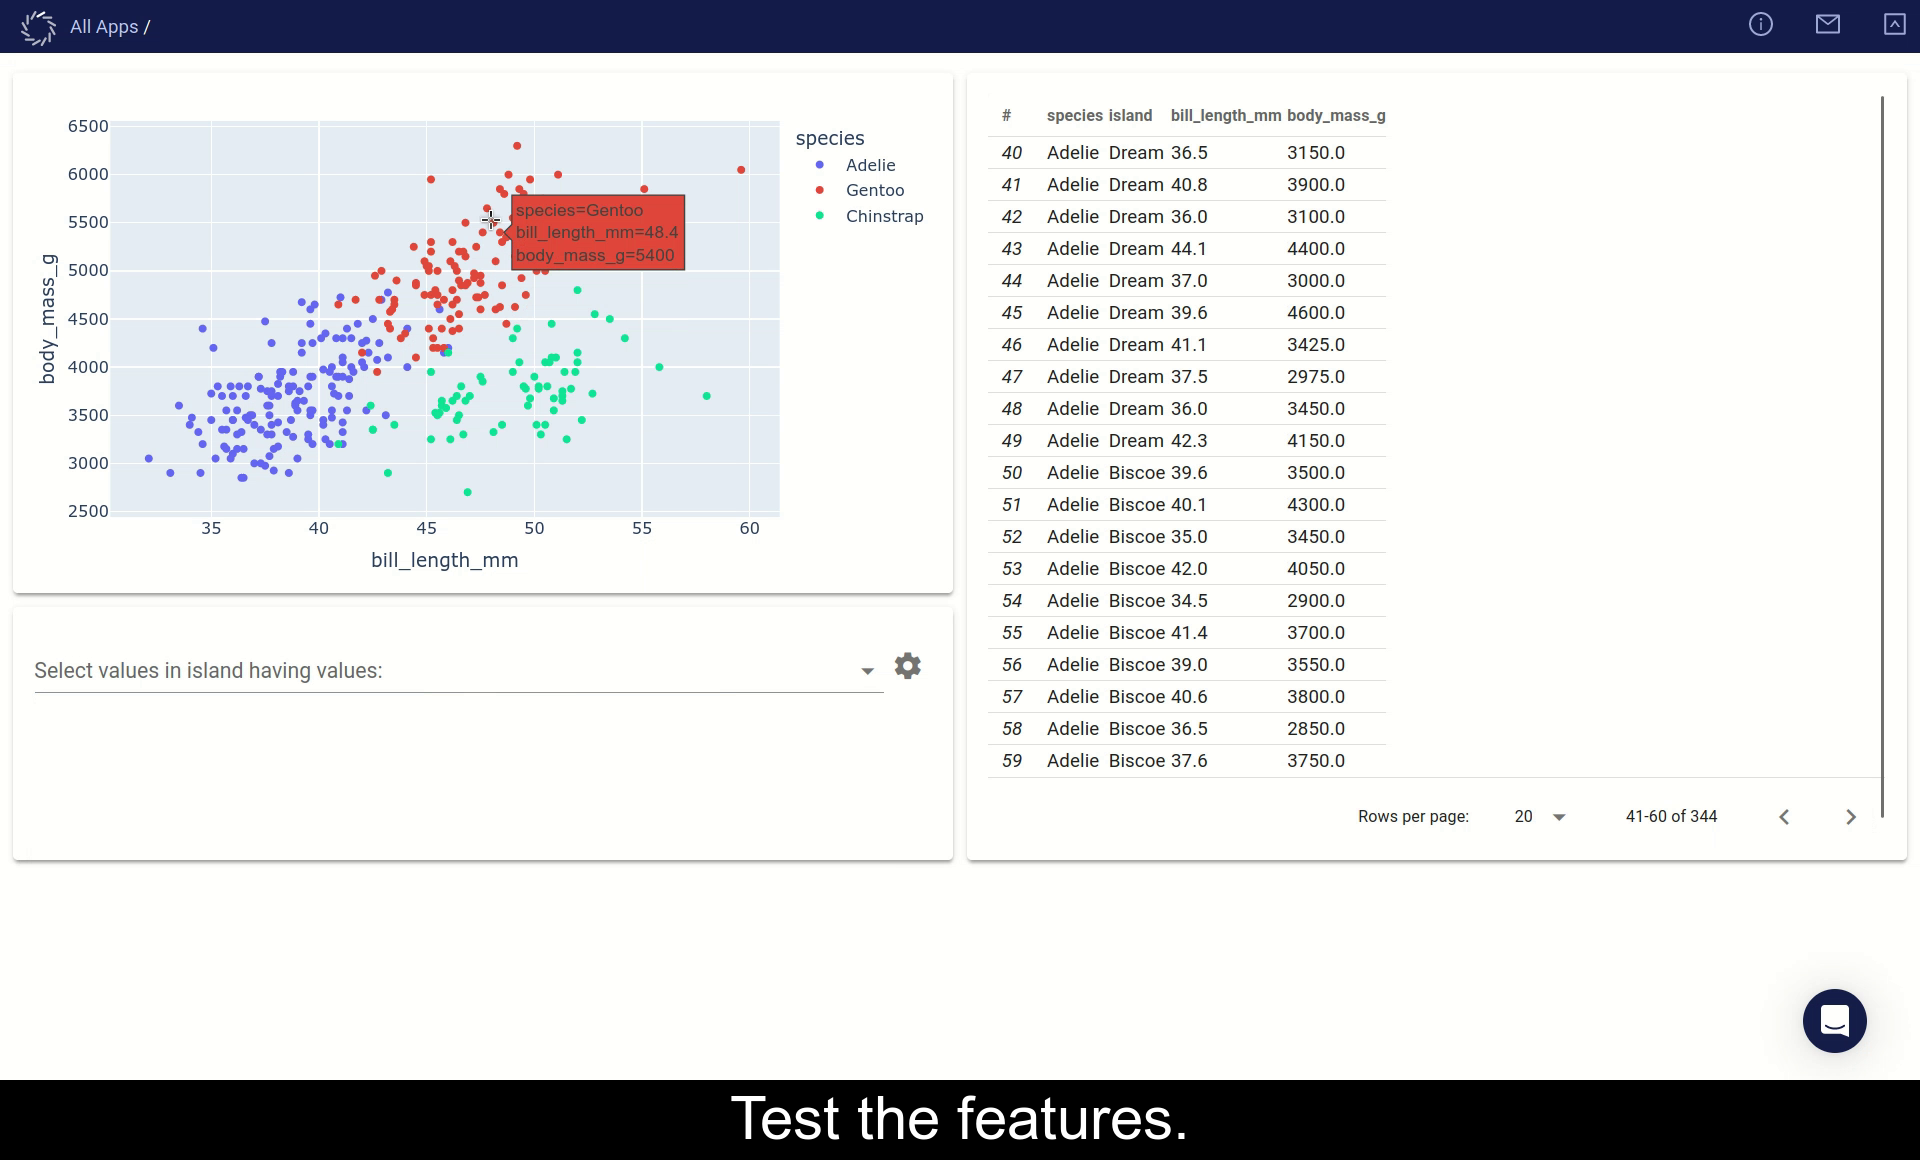 All Apps /
6500
6000
5500
5000
4500
4000
3500
3000
2500
body_mass_g
35 40 45 50 55 60
bill_length_mm
species
Adelie
Gentoo
Chinstrap
species=Gentoo
bill_length_mm=48.4
body_mass_g=5400
Select values in island having values:
# species island bill_length_mm body_mass_g
40 Adelie Dream 36.5 3150.0
41 Adelie Dream 40.8 3900.0
42 Adelie Dream 36.0 3100.0
43 Adelie Dream 44.1 4400.0
44 Adelie Dream 37.0 3000.0
45 Adelie Dream 39.6 4600.0
46 Adelie Dream 41.1 3425.0
47 Adelie Dream 37.5 2975.0
48 Adelie Dream 36.0 3450.0
49 Adelie Dream 42.3 4150.0
50 Adelie Biscoe 39.6 3500.0
51 Adelie Biscoe 40.1 4300.0
52 Adelie Biscoe 35.0 3450.0
53 Adelie Biscoe 42.0 4050.0
54 Adelie Biscoe 34.5 2900.0
55 Adelie Biscoe 41.4 3700.0
56 Adelie Biscoe 39.0 3550.0
57 Adelie Biscoe 40.6 3800.0
58 Adelie Biscoe 36.5 2850.0
59 Adelie Biscoe 37.6 3750.0
Rows per page: 20 41-60 of 344
Test the features.